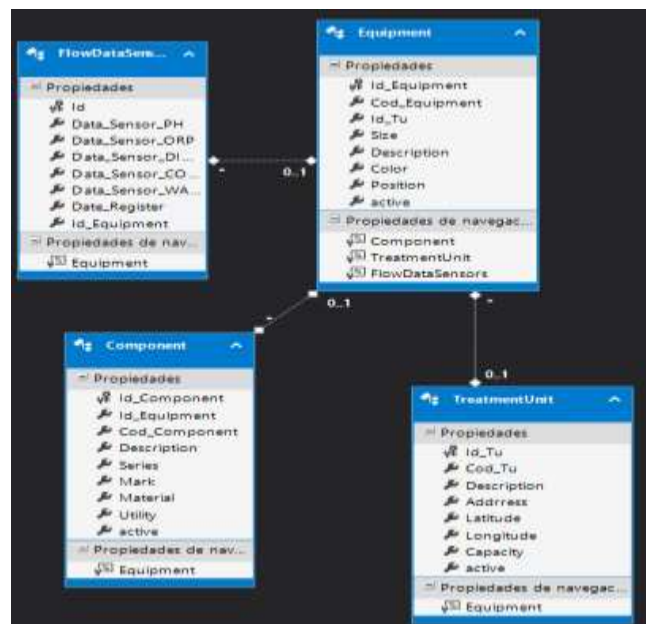 FlowDataSens...
Propiedades
Id
Data_Sensor_PH
Data_Sensor_ORP
Data_Sensor_DI...
Data_Sensor_CO...
Data_Sensor_WA...
Date_Register
Id_Equipment
Propiedades de nav...
Equipment
*
0..1
Equipment
Propiedades
Id_Equipment
Cod_Equipment
Id_Tu
Size
Description
Color
Position
active
Propiedades de navegac...
Component
TreatmentUnit
FlowDataSensors
0..1
*
*
0..1
Component
Propiedades
Id_Component
Id_Equipment
Cod_Component
Description
Series
Mark
Material
Utility
active
Propiedades de nav...
Equipment
TreatmentUnit
Propiedades
Id_Tu
Cod_Tu
Description
Addrress
Latitude
Longitude
Capacity
active
Propiedades de navegac...
Equipment